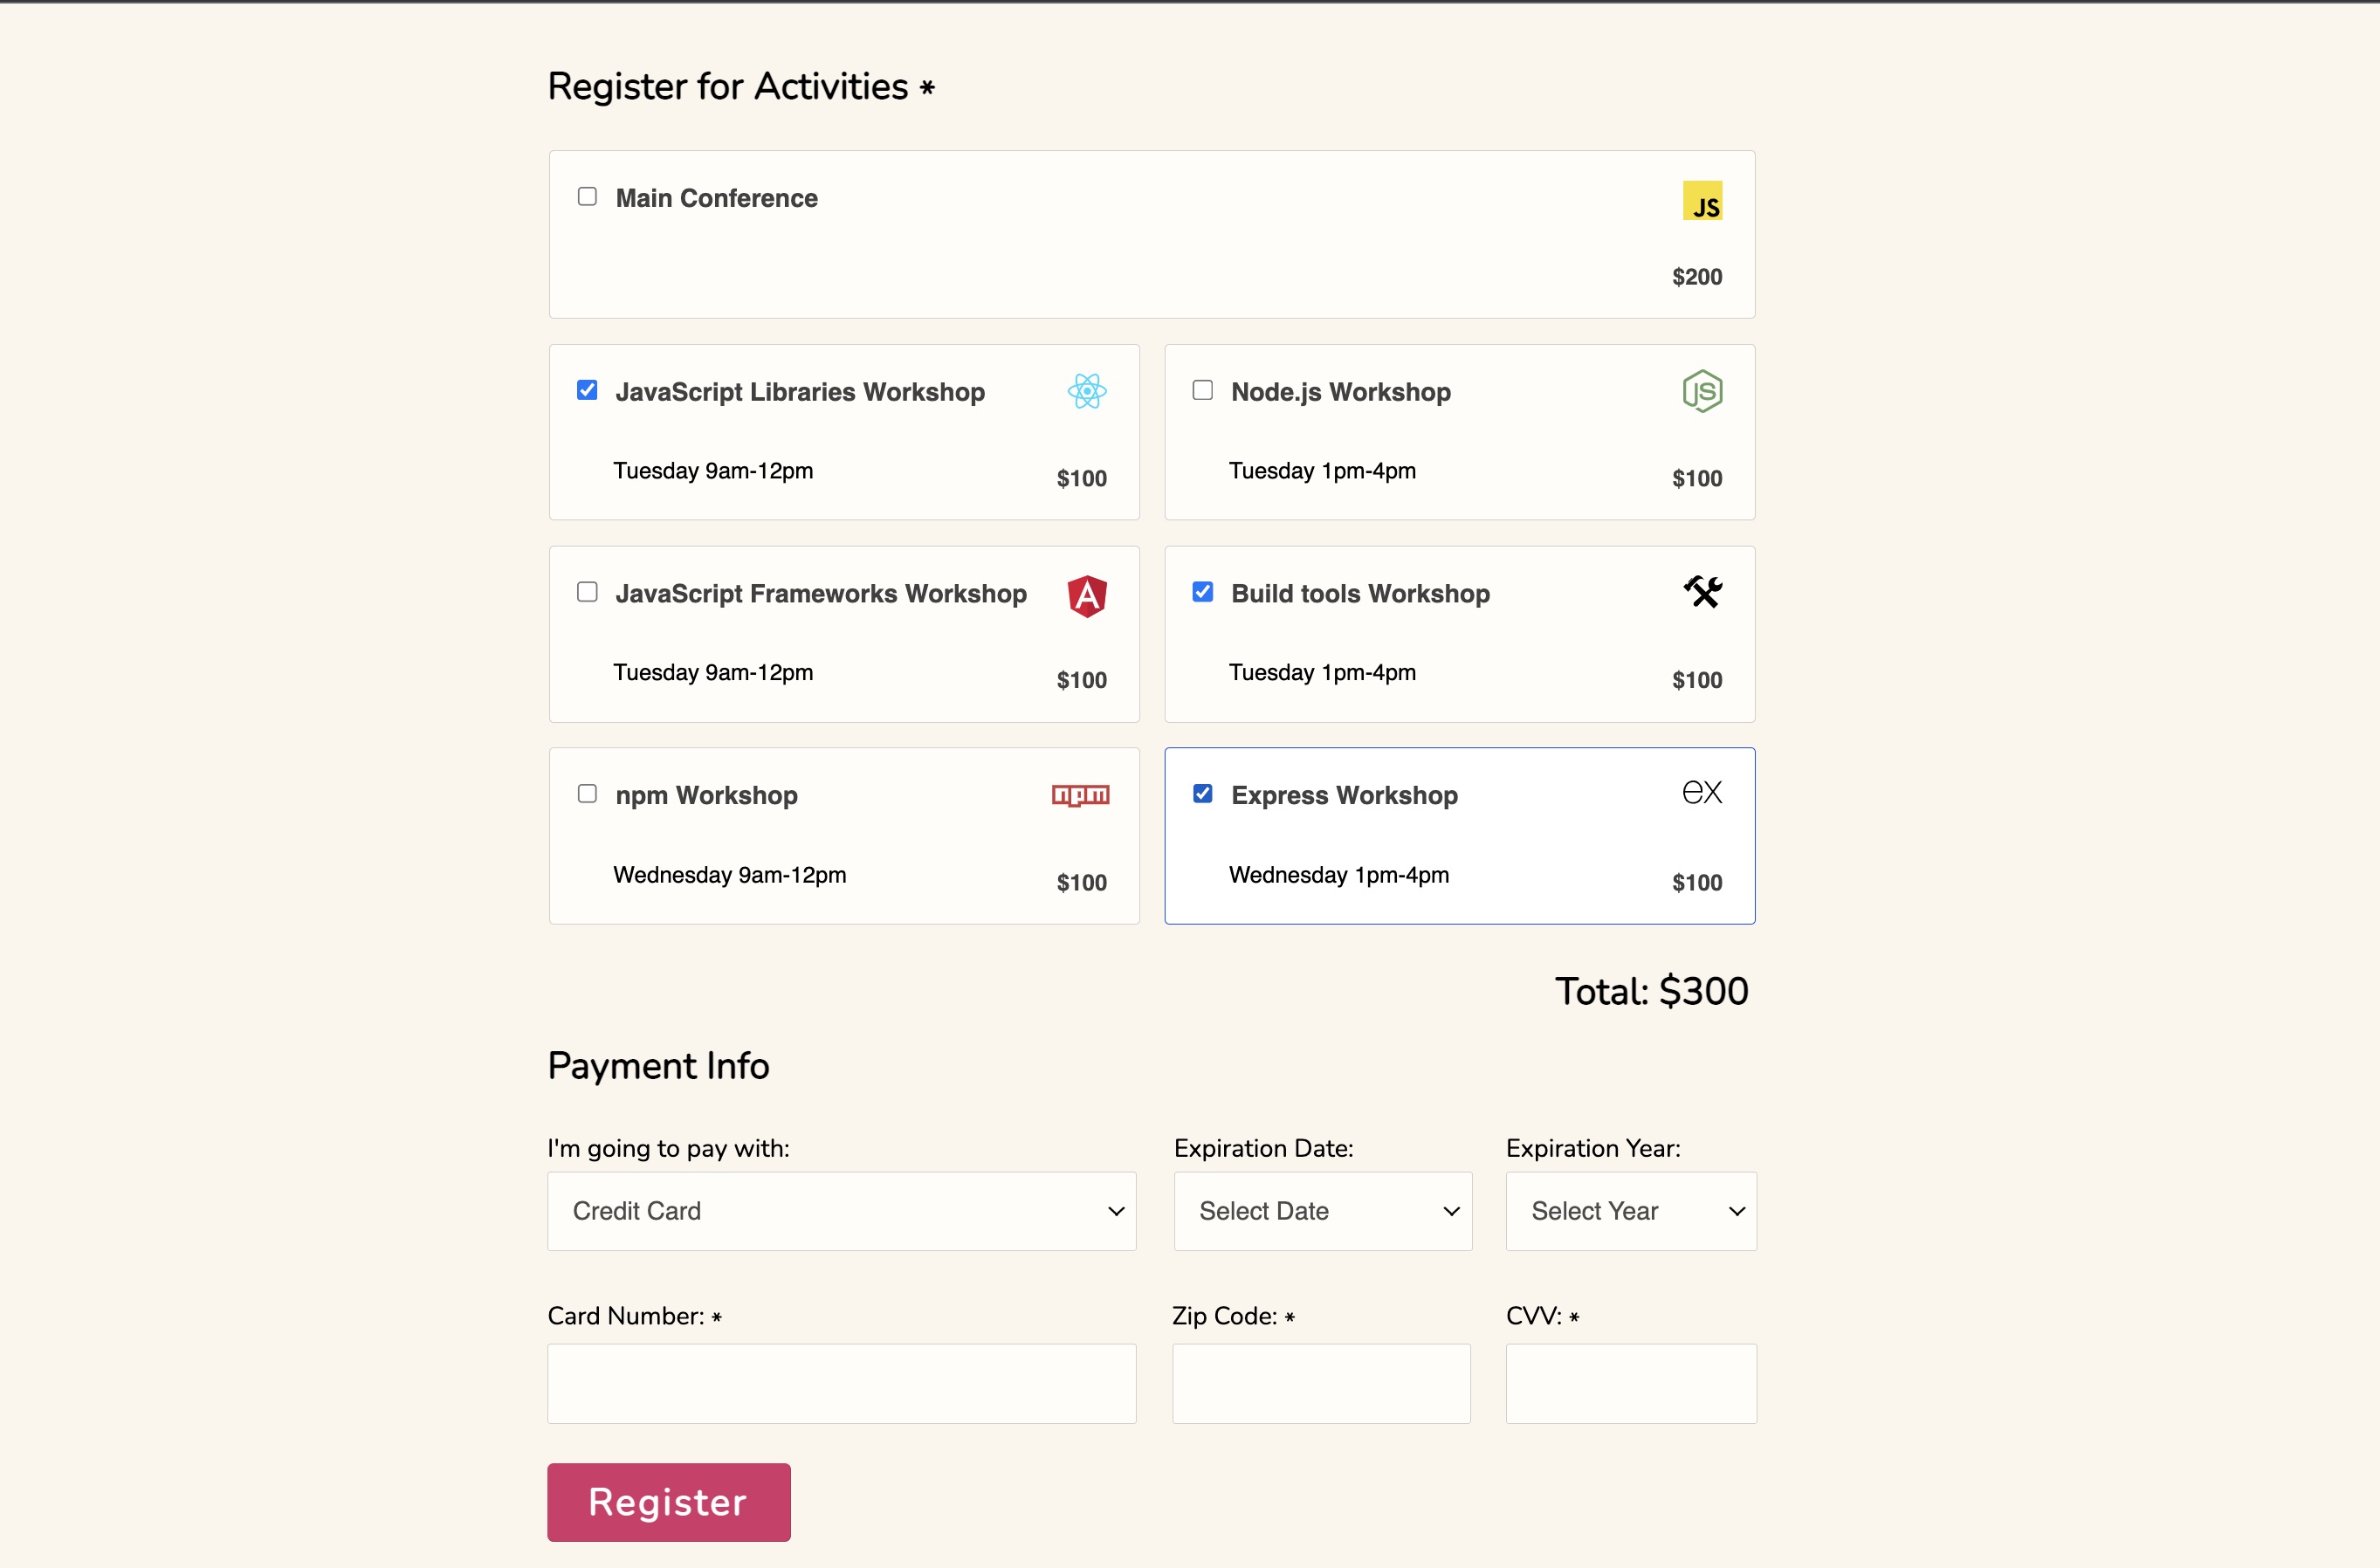 Register for Activities *
Main Conference
JS
$200
JavaScript Libraries Workshop
Tuesday 9am-12pm
$100
Node.js Workshop
JS
Tuesday 1pm-4pm
$100
JavaScript Frameworks Workshop
A
Tuesday 9am-12pm
$100
Build tools Workshop
Tuesday 1pm-4pm
$100
npm Workshop
npm
Wednesday 9am-12pm
$100
Express Workshop
ex
Wednesday 1pm-4pm
$100
Total: $300
Payment Info
I'm going to pay with:
Credit Card
Expiration Date:
Select Date
Expiration Year:
Select Year
Card Number: *
Zip Code: *
CVV: *
Register